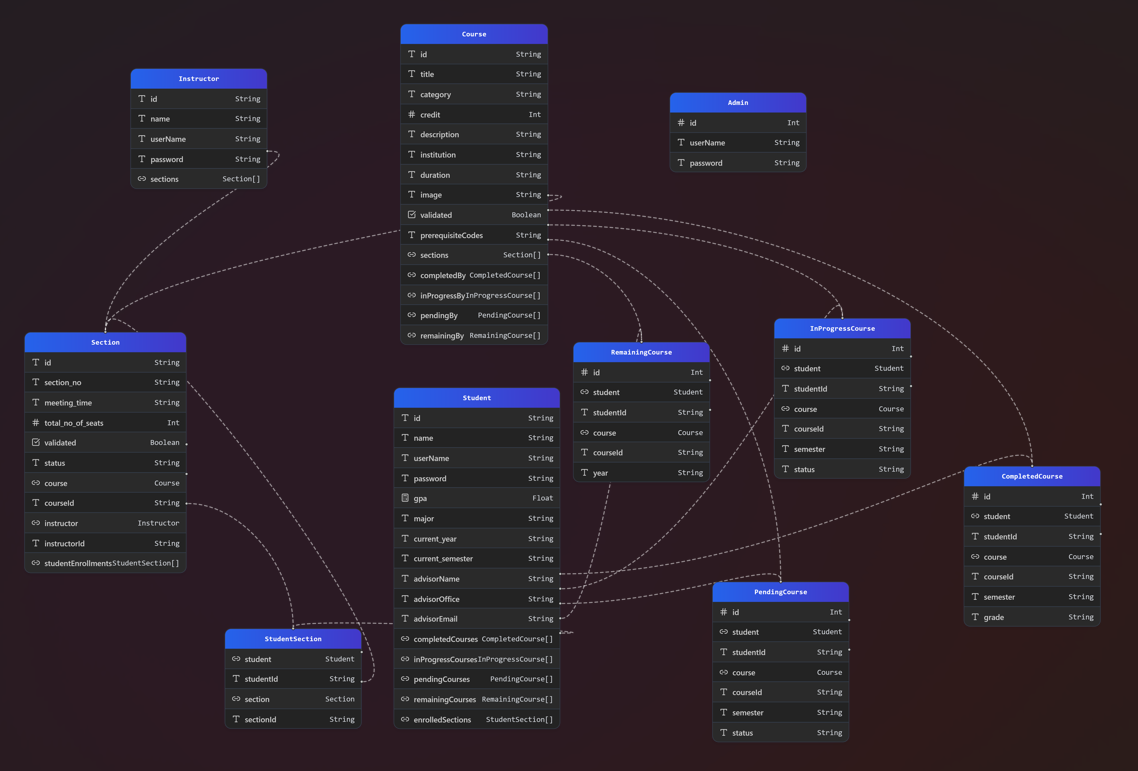 Course
id String
title String
category String
credit Int
description String
institution String
duration String
image String
validated Boolean
prerequisiteCodes String
sections Section[]
completedBy CompletedCourse[]
inProgressBy InProgressCourse[]
pendingBy PendingCourse[]
remainingBy RemainingCourse[]
Instructor
id String
name String
userName String
password String
sections Section[]
Admin
id Int
userName String
password String
Section
id String
section_no String
meeting_time String
total_no_of_seats Int
validated Boolean
status String
course Course
courseId String
instructor Instructor
instructorId String
studentEnrollments StudentSection[]
Student
id String
name String
userName String
password String
gpa Float
major String
current_year String
current_semester String
advisorName String
advisorOffice String
advisorEmail String
completedCourses CompletedCourse[]
inProgressCourses InProgressCourse[]
pendingCourses PendingCourse[]
remainingCourses RemainingCourse[]
enrolledSections StudentSection[]
RemainingCourse
id Int
student Student
studentId String
course Course
courseId String
year String
InProgressCourse
id Int
student Student
studentId String
course Course
courseId String
semester String
status String
CompletedCourse
id Int
student Student
studentId String
course Course
courseId String
semester String
grade String
PendingCourse
id Int
student Student
studentId String
course Course
courseId String
semester String
status String
StudentSection
student Student
studentId String
section Section
sectionId String